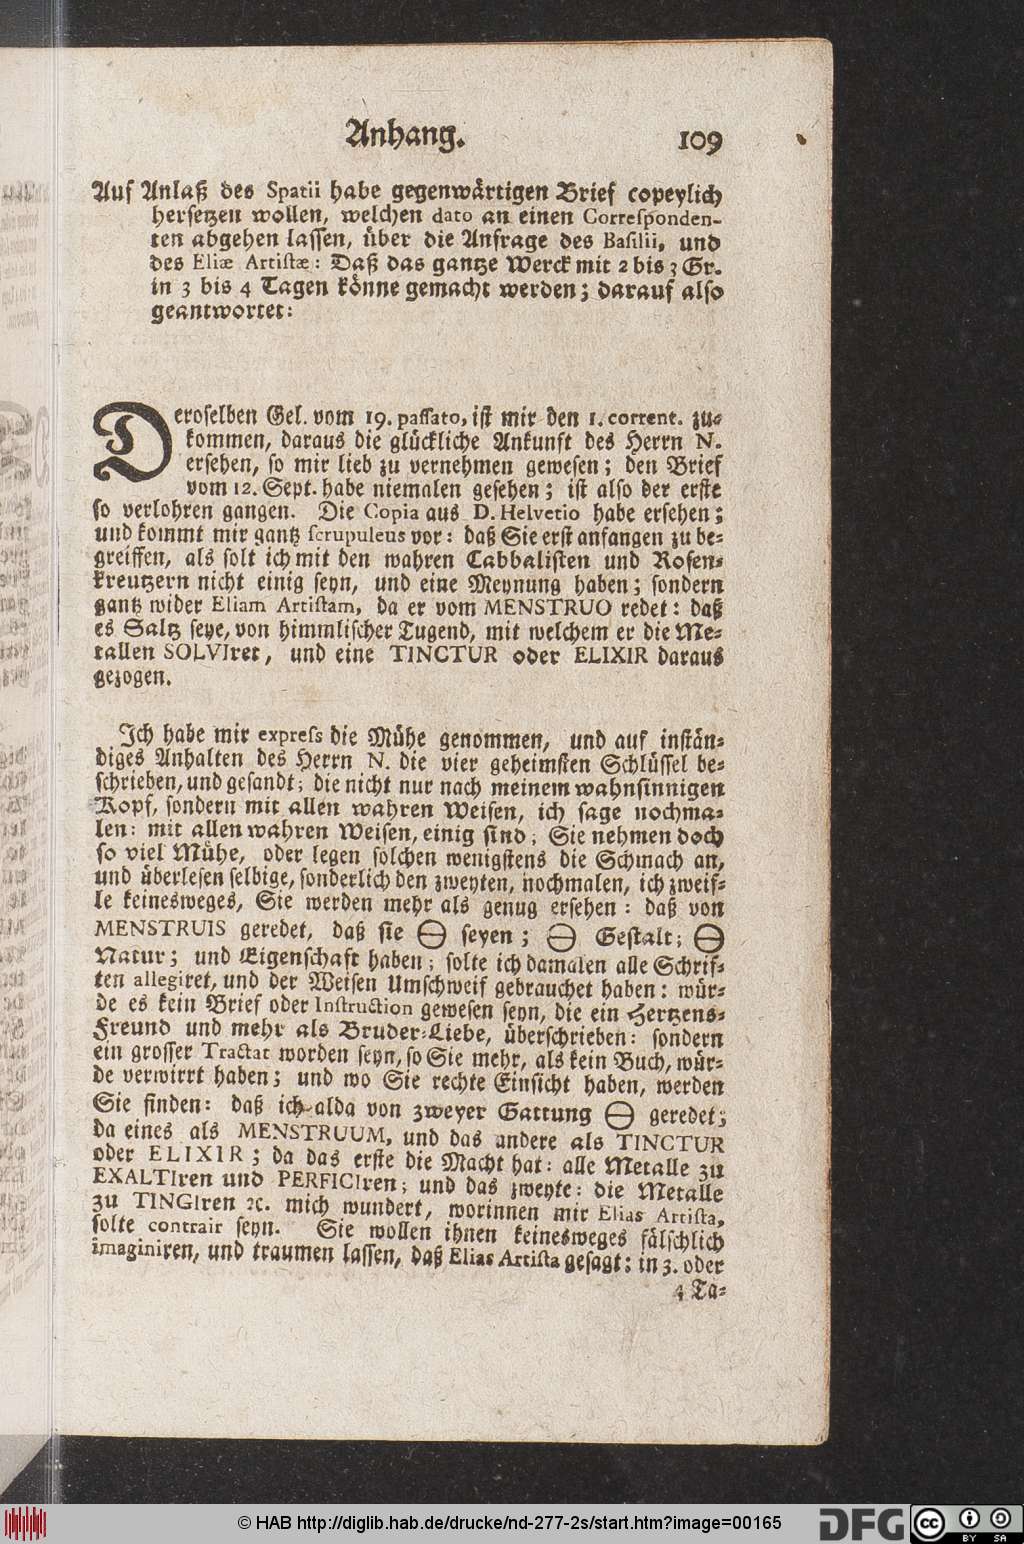 Anhang. 109
Auf Anlaß des Spatii habe gegenwärtigen Brief copeylich
hersetzen wollen, welchen dato an einen Corresponden-
ten abgehen lassen, über die Anfrage des Basilii, und
des Eliæ Artistæ: Daß das gantze Werck mit 2 bis 3 Gr.
in 3 bis 4 Tagen könne gemacht werden; darauf also
geantwortet:
Deroselben Gel. vom 19. passato, ist mir den 1. corrent. zu-
kommen, daraus die glückliche Ankunft des Herrn N.
ersehen, so mir lieb zu vernehmen gewesen; den Brief
vom 12. Sept. habe niemalen gesehen; ist also der erste
so verlohren gangen. Die Copia aus D. Helvetio habe ersehen;
und kommt mir gantz scrupuleus vor: daß Sie erst anfangen zu be-
greiffen, als solt ich mit den wahren Cabbalisten und Rosen-
kreutzern nicht einig seyn, und eine Meynung haben; sondern
gantz wider Eliam Artistam, da er vom MENSTRUO redet: daß
es Saltz seye, von himmlischer Tugend, mit welchem er die Me-
tallen SOLVIret, und eine TINCTUR oder ELIXIR daraus
gezogen.
Ich habe mir express die Mühe genommen, und auf instän-
diges Anhalten des Herrn N. die vier geheimsten Schlüssel be-
schrieben, und gesandt; die nicht nur nach meinem wahnsinnigen
Kopf, sondern mit allen wahren Weisen, ich sage nochma-
len: mit allen wahren Weisen, einig sind; Sie nehmen doch
so viel Mühe, oder legen solchen wenigstens die Schmach an,
und überlesen selbige, sonderlich den zweyten, nochmalen, ich zweif-
le keinesweges, Sie werden mehr als genug ersehen: daß von
MENSTRUIS geredet, daß sie ⊖ seyen; ⊖ Gestalt; ⊖
Natur; und Eigenschaft haben; solte ich damalen alle Schrif-
ten allegiret, und der Weisen Umschweif gebrauchet haben: wür-
de es kein Brief oder Instruction gewesen seyn, die ein Hertzens-
Freund und mehr als Bruder-Liebe, überschrieben: sondern
ein grosser Tractat worden seyn, so Sie mehr, als kein Buch, wür-
de verwirrt haben; und wo Sie rechte Einsicht haben, werden
Sie finden: daß ich alda von zweyer Gattung ⊖ geredet;
da eines als MENSTRUUM, und das andere als TINCTUR
oder ELIXIR; da das erste die Macht hat: alle Metalle zu
EXALTIren und PERFICIren; und das zweyte: die Metalle
zu TINGIren ꝛc. mich wundert, worinnen mir Elias Artista,
solte contrair seyn. Sie wollen ihnen keinesweges fälschlich
imaginiren, und traumen lassen, daß Elias Artista gesagt; in 3. oder
4 Ta-
© HAB http://diglib.hab.de/drucke/nd-277-2s/start.htm?image=00165
DFG
cc
BY SA